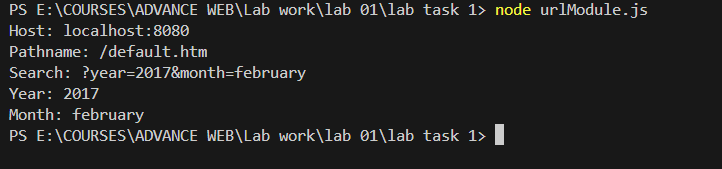 PS E:\COURSES\ADVANCE WEB\Lab work\lab 01\lab task 1> node urlModule.js
Host: localhost:8080
Pathname: /default.htm
Search: ?year=2017&month=february
Year: 2017
Month: february
PS E:\COURSES\ADVANCE WEB\Lab work\lab 01\lab task 1>